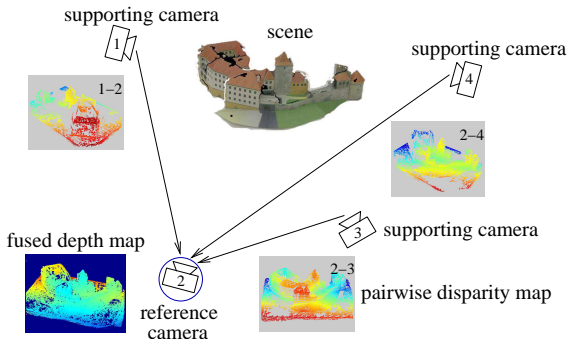 supporting camera
scene
1
supporting camera
4
1−2
2−4
3
supporting camera
fused depth map
2
2−3
pairwise disparity map
reference
camera